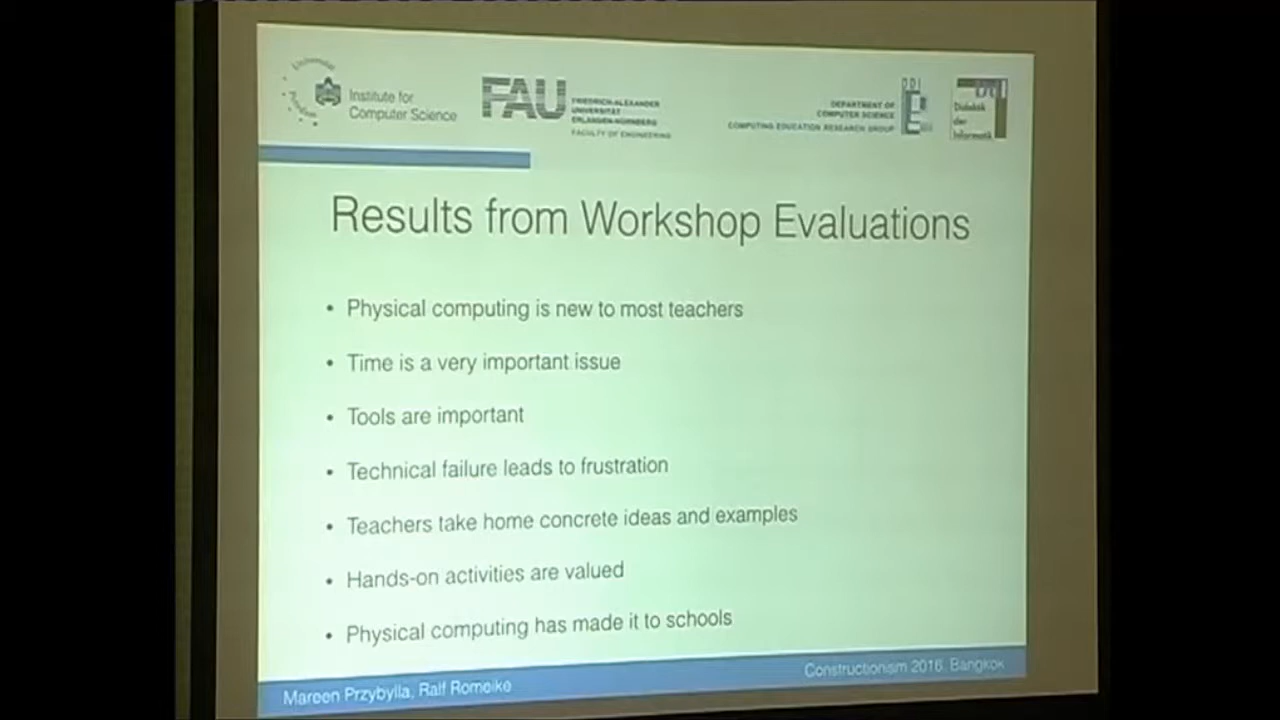 Universität
Institute for
Computer Science
FAU
FRIEDRICH-ALEXANDER
UNIVERSITÄT
ERLANGEN-NÜRNBERG
FACULTY OF ENGINEERING
DEPARTMENT OF
COMPUTER SCIENCE
COMPUTING EDUCATION RESEARCH GROUP
DDI
Didaktik
der
Informatik
Results from Workshop Evaluations
• Physical computing is new to most teachers
• Time is a very important issue
• Tools are important
• Technical failure leads to frustration
• Teachers take home concrete ideas and examples
• Hands-on activities are valued
• Physical computing has made it to schools
Mareen Przybylla, Ralf Romeike
Constructionism 2016, Bangkok